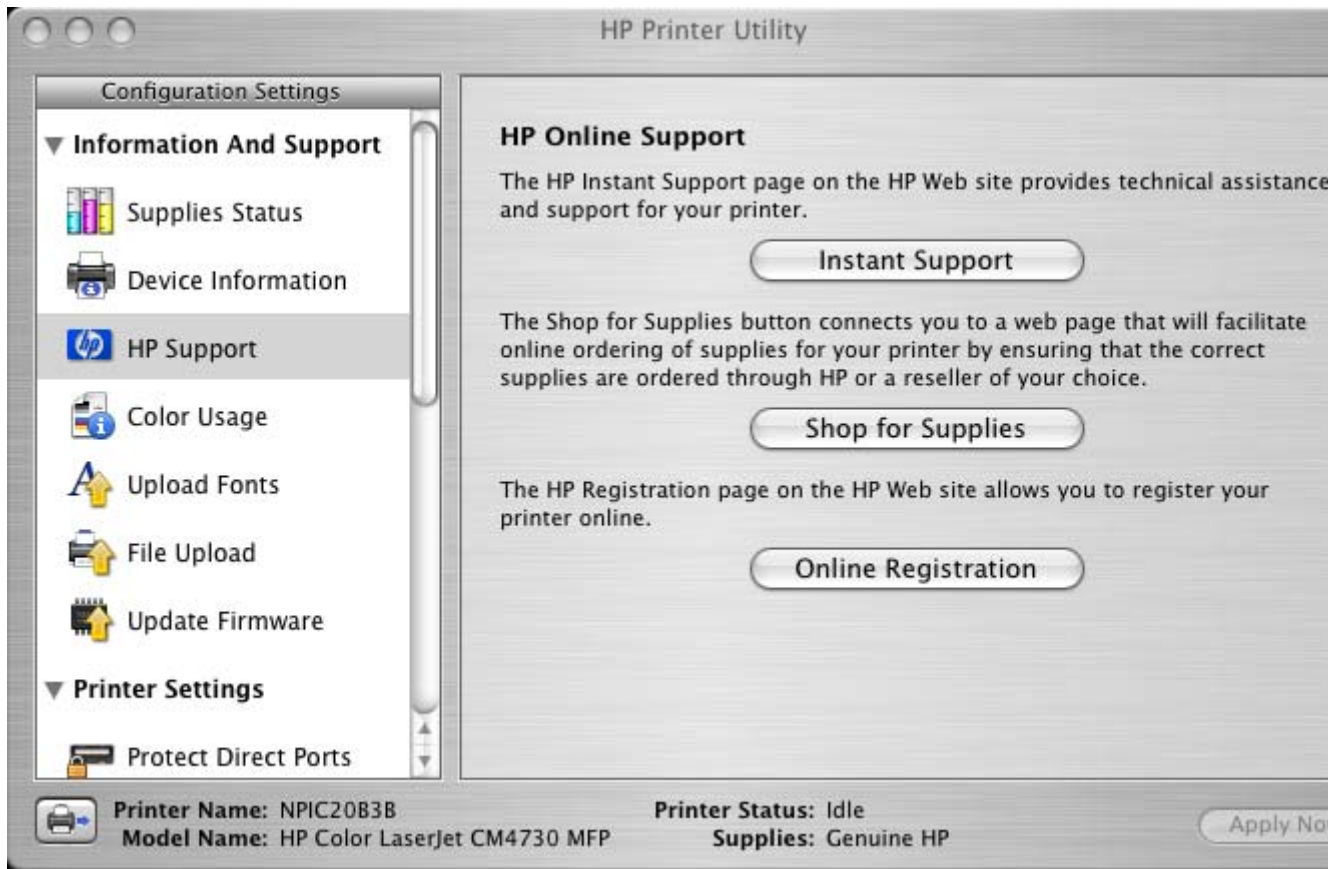 HP Printer Utility
Configuration Settings
Information And Support
Supplies Status
Device Information
hp
HP Support
Color Usage
Upload Fonts
File Upload
Update Firmware
Printer Settings
Protect Direct Ports
HP Online Support
The HP Instant Support page on the HP Web site provides technical assistance
and support for your printer.
Instant Support
The Shop for Supplies button connects you to a web page that will facilitate
online ordering of supplies for your printer by ensuring that the correct
supplies are ordered through HP or a reseller of your choice.
Shop for Supplies
The HP Registration page on the HP Web site allows you to register your
printer online.
Online Registration
Printer Name: NPIC20B3B
Model Name: HP Color LaserJet CM4730 MFP
Printer Status: Idle
Supplies: Genuine HP
Apply No